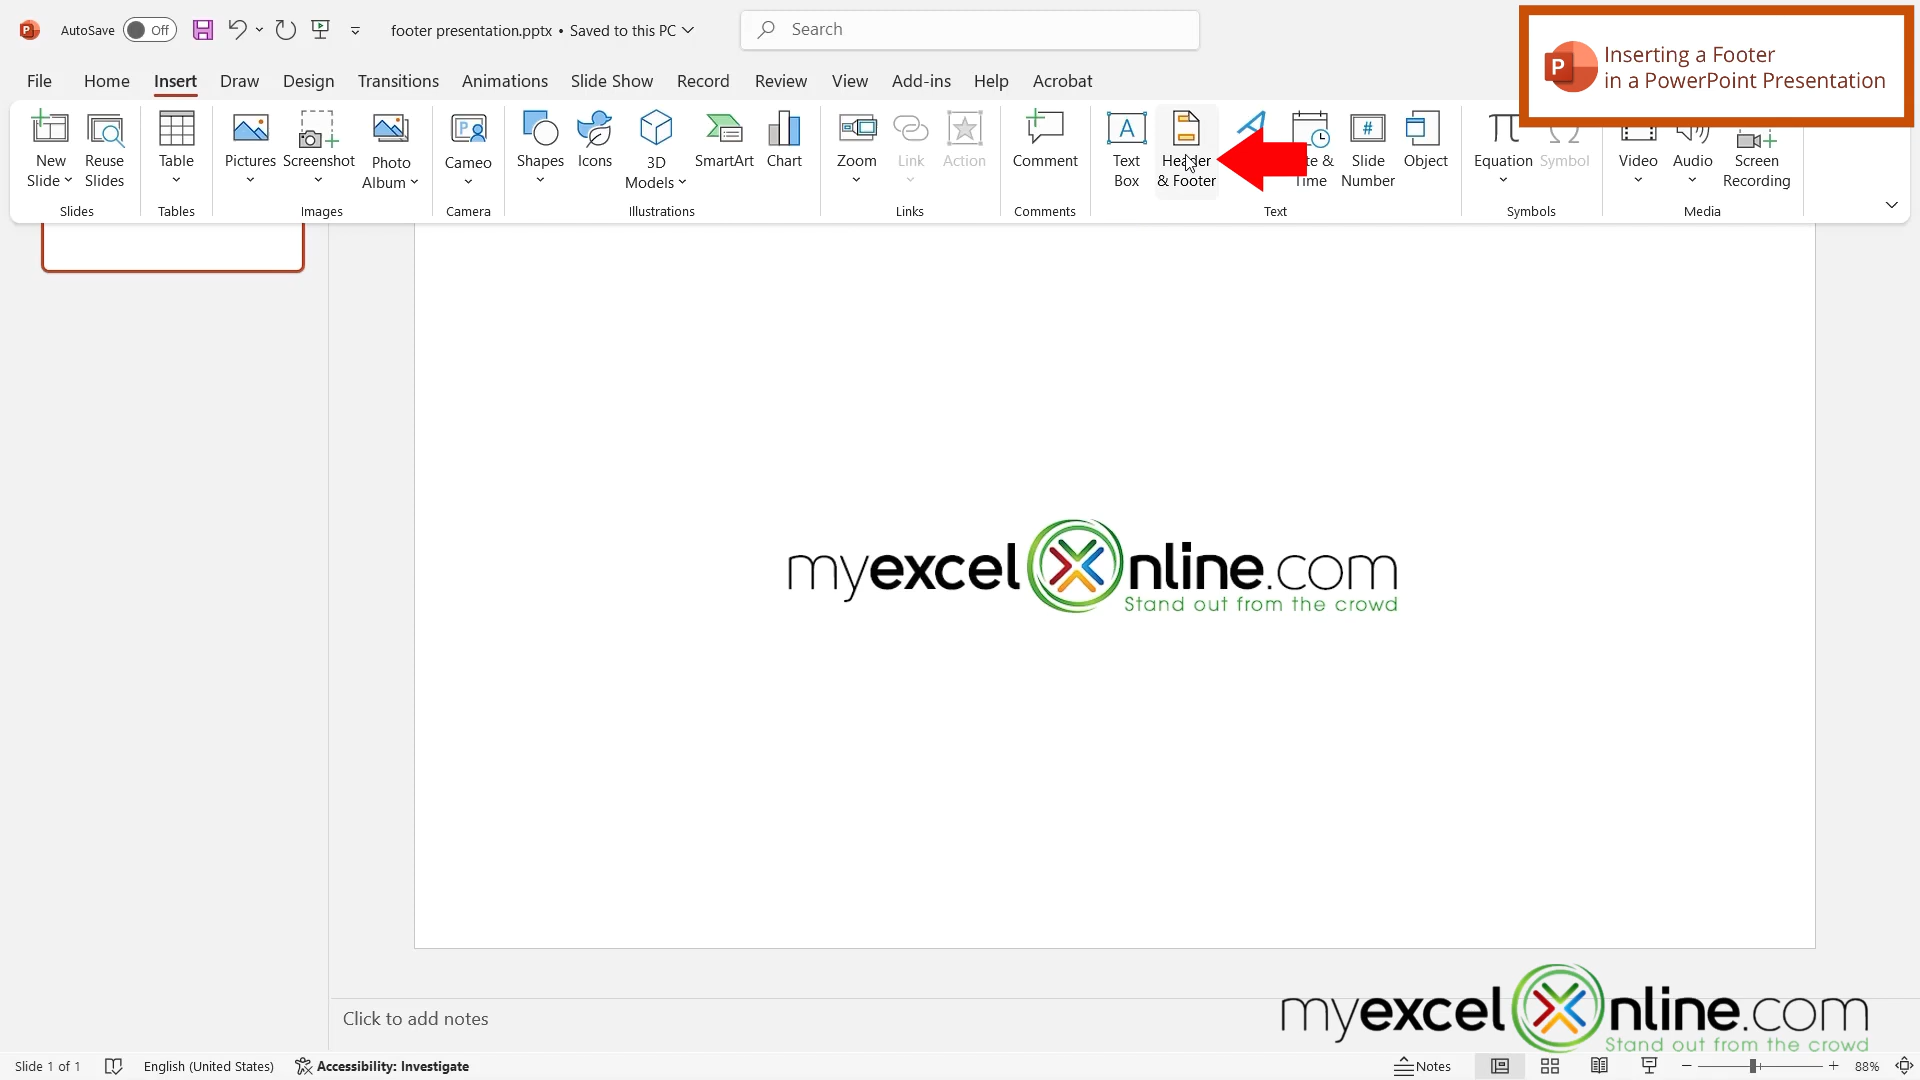 AutoSave Off footer presentation.pptx • Saved to this PC Search
Inserting a Footer
in a PowerPoint Presentation
File Home Insert Draw Design Transitions Animations Slide Show Record Review View Add-ins Help Acrobat
New Slide
Reuse Slides
Slides
Table
Tables
Pictures
Screenshot
Photo Album
Images
Cameo
Camera
Shapes
Icons
3D Models
SmartArt
Chart
Illustrations
Zoom
Link
Action
Links
Comment
Comments
Text Box
Header & Footer
Time
Slide Number
Object
Text
Equation
Symbol
Symbols
Video
Audio
Screen Recording
Media
myexcelOnline.com
Stand out from the crowd
Click to add notes
myexcelOnline.com
Stand out from the crowd
Slide 1 of 1 English (United States) Accessibility: Investigate Notes 88%